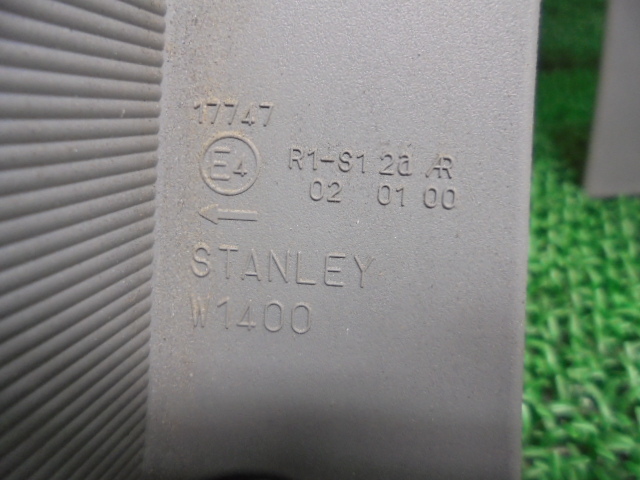 17747
E4 R1-S1 2a AR
02 01 00
←
STANLEY
W1400